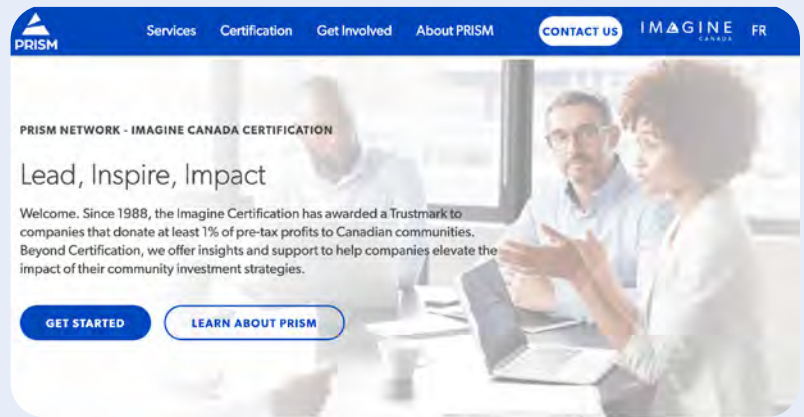 PRISM
Services Certification Get Involved About PRISM CONTACT US IMAGINE CANADA FR
PRISM NETWORK - IMAGINE CANADA CERTIFICATION
Lead, Inspire, Impact
Welcome. Since 1988, the Imagine Certification has awarded a Trustmark to
companies that donate at least 1% of pre-tax profits to Canadian communities.
Beyond Certification, we offer insights and support to help companies elevate the
impact of their community investment strategies.
GET STARTED LEARN ABOUT PRISM